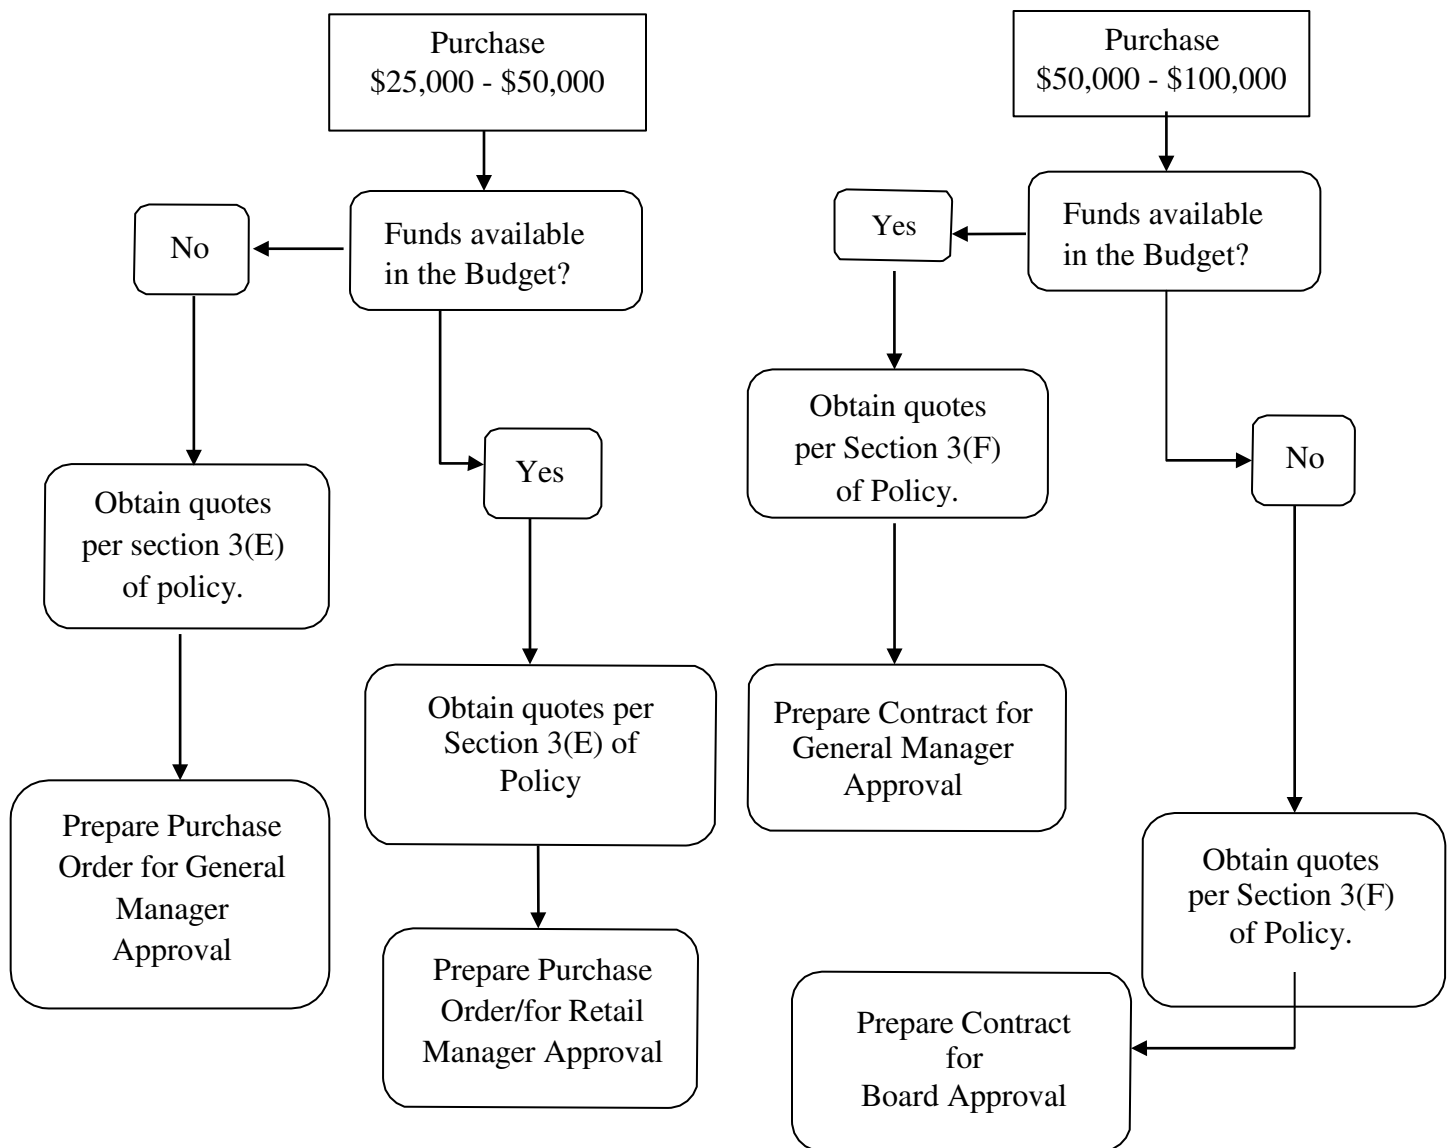 Purchase
$25,000 - $50,000
Funds available
in the Budget?
No
Obtain quotes
per section 3(E)
of policy.
Prepare Purchase
Order for General
Manager
Approval
Yes
Obtain quotes per
Section 3(E) of
Policy
Prepare Purchase
Order/for Retail
Manager Approval
Purchase
$50,000 - $100,000
Funds available
in the Budget?
Yes
Obtain quotes
per Section 3(F)
of Policy.
Prepare Contract for
General Manager
Approval
No
Obtain quotes
per Section 3(F)
of Policy.
Prepare Contract
for
Board Approval